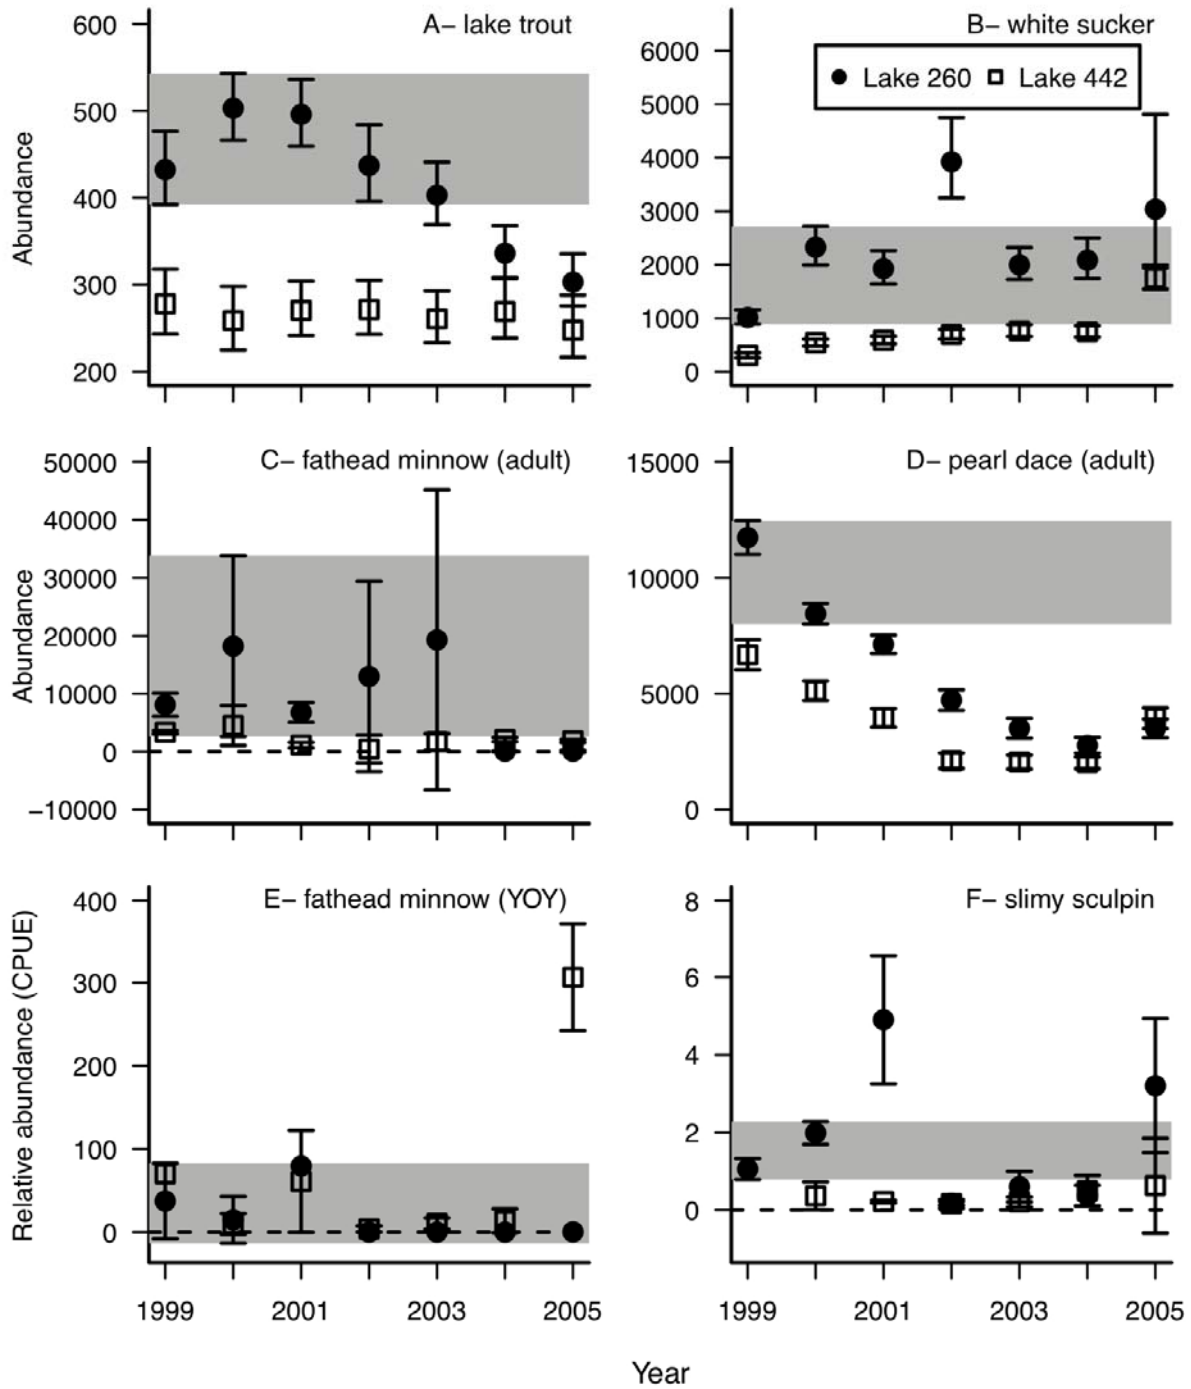 A– lake trout
600
500
400
300
200
Abundance
B– white sucker
Lake 260 Lake 442
6000
5000
4000
3000
2000
1000
0
C– fathead minnow (adult)
50000
40000
30000
20000
10000
0
−10000
Abundance
D– pearl dace (adult)
15000
10000
5000
0
E– fathead minnow (YOY)
400
300
200
100
0
Relative abundance (CPUE)
1999 2001 2003 2005
F– slimy sculpin
8
6
4
2
0
1999 2001 2003 2005
Year